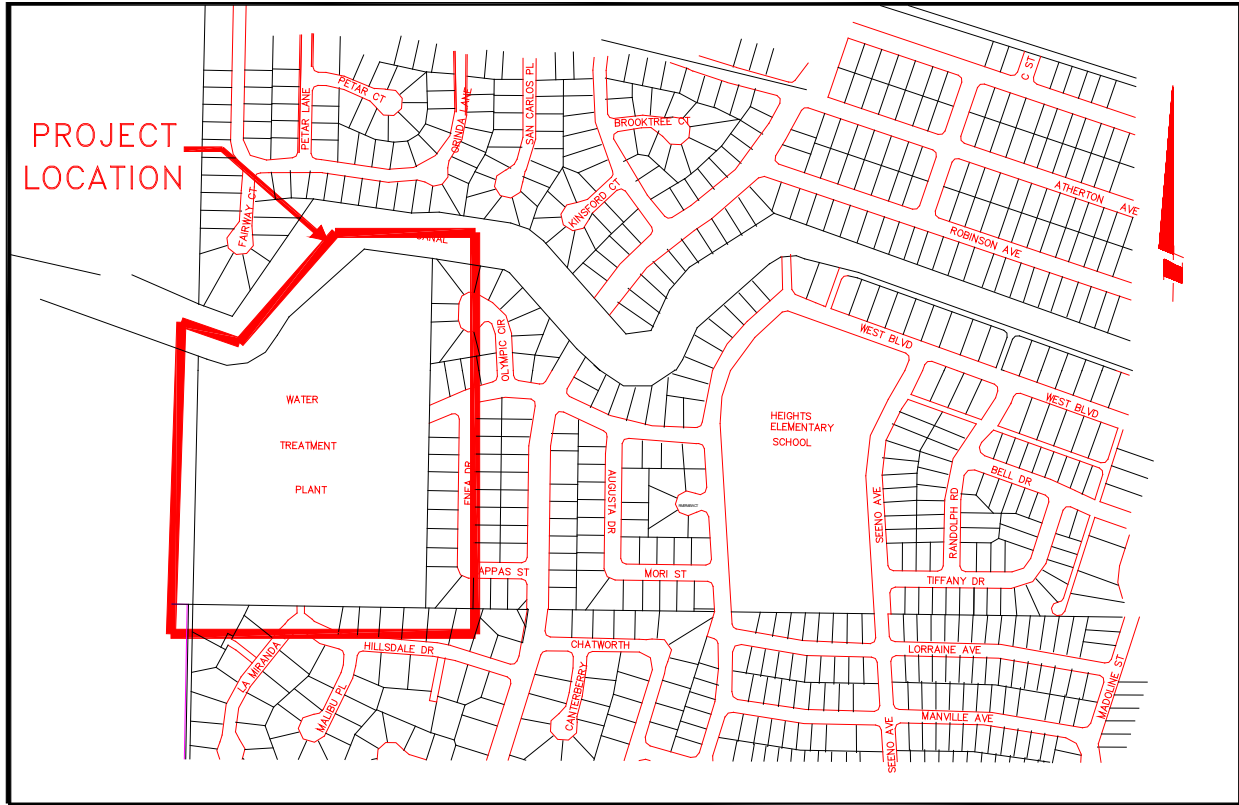 C ST
PETAR CT
PETAR LANE
ORINDA LANE
SAN CARLOS PL
BROOKTREE CT
PROJECT
LOCATION
FAIRWAY CT
KINSFORD CT
ATHERTON AVE
ROBINSON AVE
CANAL
OLYMPIC CIR
WEST BLVD
WEST BLVD
WATER
TREATMENT
PLANT
HEIGHTS
ELEMENTARY
SCHOOL
ENEA DR
AUGUSTA DR
SEENO AVE
RANDOLPH RD
BELL DR
APPAS ST
MORI ST
TIFFANY DR
LA MIRANDA
HILLSDALE DR
CHATWORTH
LORRAINE AVE
MALIBU PL
CANTERBERRY
MADOLINE ST
MANVILLE AVE
SEENO AVE